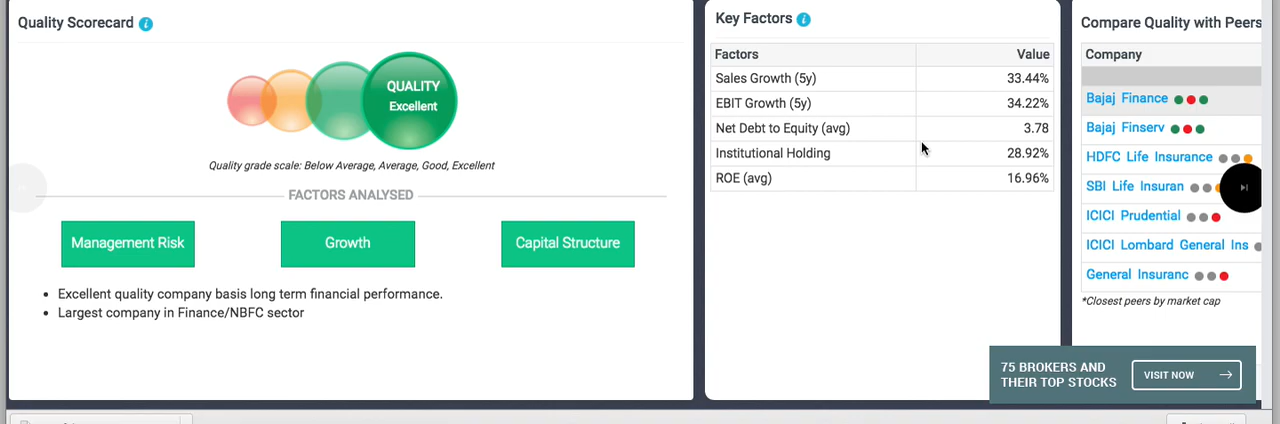 Quality Scorecard
QUALITY
Excellent
Quality grade scale: Below Average, Average, Good, Excellent
FACTORS ANALYSED
Management Risk
Growth
Capital Structure
Excellent quality company basis long term financial performance.
Largest company in Finance/NBFC sector
Key Factors
Factors Value
Sales Growth (5y) 33.44%
EBIT Growth (5y) 34.22%
Net Debt to Equity (avg) 3.78
Institutional Holding 28.92%
ROE (avg) 16.96%
Compare Quality with Peers
Company
Bajaj Finance
Bajaj Finserv
HDFC Life Insurance
SBI Life Insuran
ICICI Prudential
ICICI Lombard General Ins
General Insuranc
*Closest peers by market cap
75 BROKERS AND
THEIR TOP STOCKS
VISIT NOW